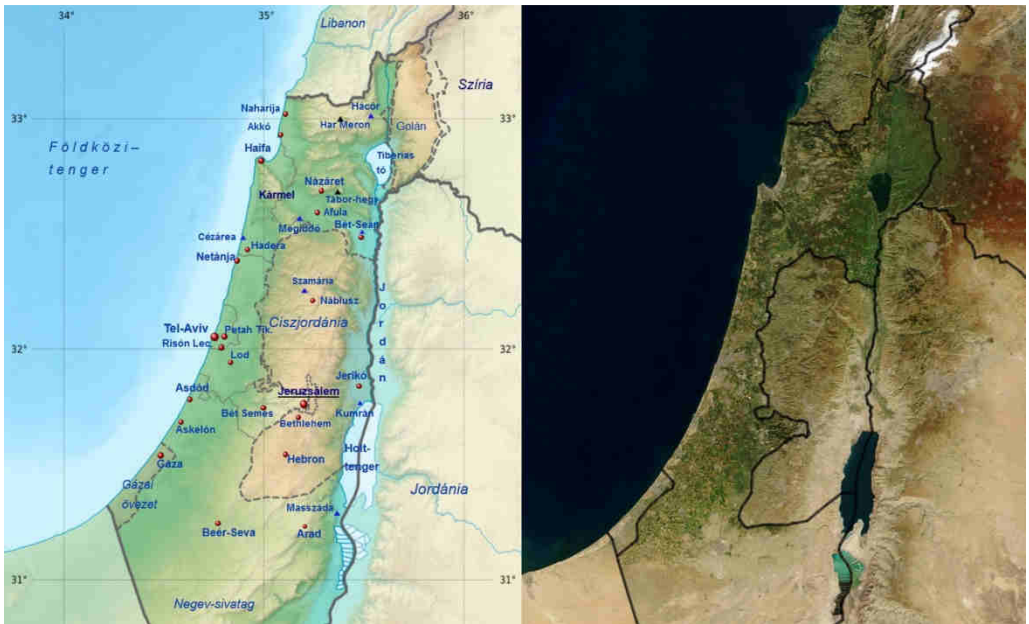 34°
35°
36°
Libanon
Szíria
Naharija
Hácór
33°
Akkó
Har Meron
Golán
33°
Haifa
Földközi–
tenger
Tiberias
tó
Názáret
Kármel
Tábor-hegy
Afula
Megiddó
Bét-Seán
Cézárea
Hadera
Netánja
Szamária
Náblusz
Jordán
Ciszjordánia
Tel-Aviv
Petah Tik.
Risón Lec.
32°
Lod
32°
Jerikó
Asdód
Jeruzsálem
Bét Semes
Kumrán
Bethlehem
Askelón
Holt-
tenger
Gáza
Hebron
Gázai
övezet
Jordánia
Masszáda
Beér-Seva
Arad
31°
31°
Negev-sivatag